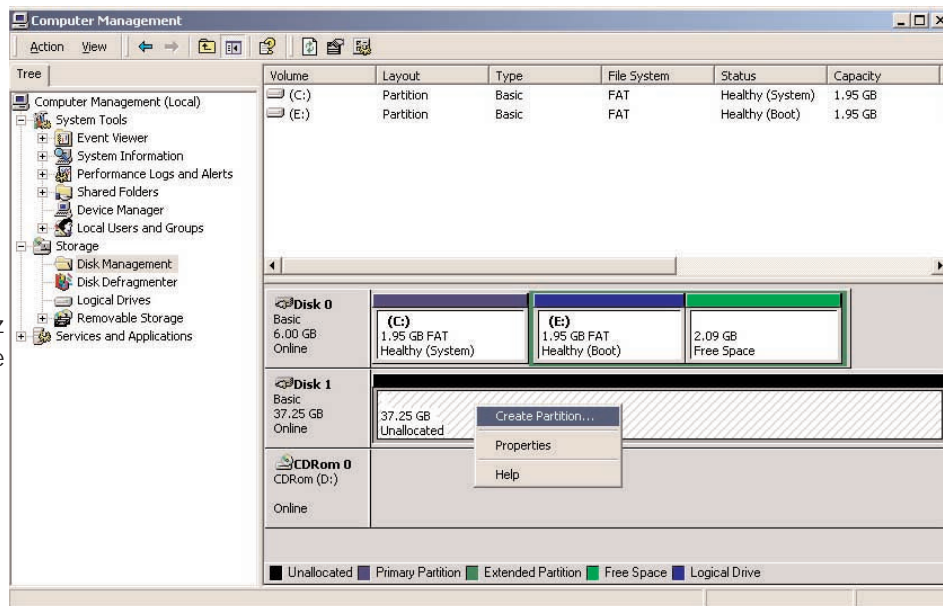 Computer Management
Action View
Tree
Computer Management (Local)
System Tools
Event Viewer
System Information
Performance Logs and Alerts
Shared Folders
Device Manager
Local Users and Groups
Storage
Disk Management
Disk Defragmenter
Logical Drives
Removable Storage
Services and Applications
z
e
Volume Layout Type File System Status Capacity
(C:) Partition Basic FAT Healthy (System) 1.95 GB
(E:) Partition Basic FAT Healthy (Boot) 1.95 GB
Disk 0
Basic
6.00 GB
Online
(C:)
1.95 GB FAT
Healthy (System)
(E:)
1.95 GB FAT
Healthy (Boot)
2.09 GB
Free Space
Disk 1
Basic
37.25 GB
Online
37.25 GB
Unallocated
Create Partition...
Properties
Help
CDRom 0
CDRom (D:)
Online
Unallocated Primary Partition Extended Partition Free Space Logical Drive